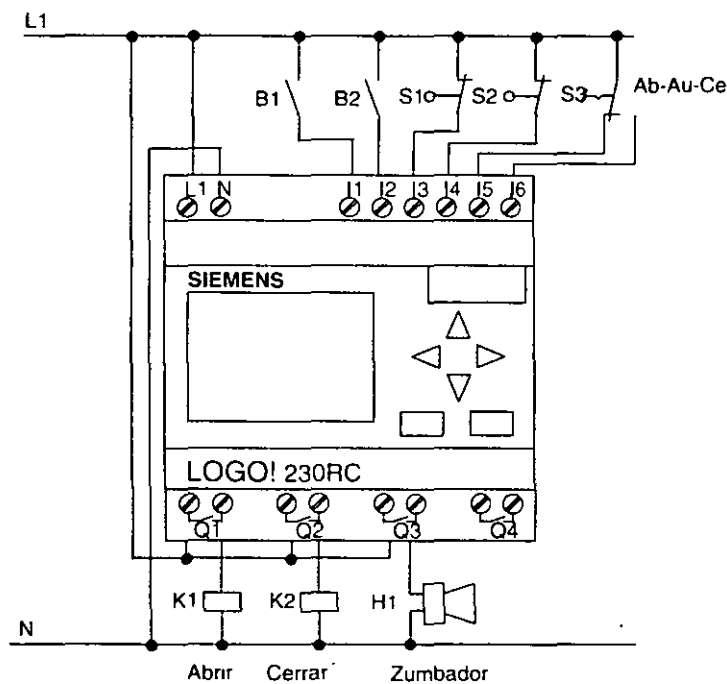 L1
B1 B2 S1 S2 S3 Ab-Au-Ce
L1 N I1 I2 I3 I4 I5 I6
SIEMENS
LOGO! 230RC
Q1 Q2 Q3 Q4
K1 K2 H1
N
Abrir Cerrar Zumbador